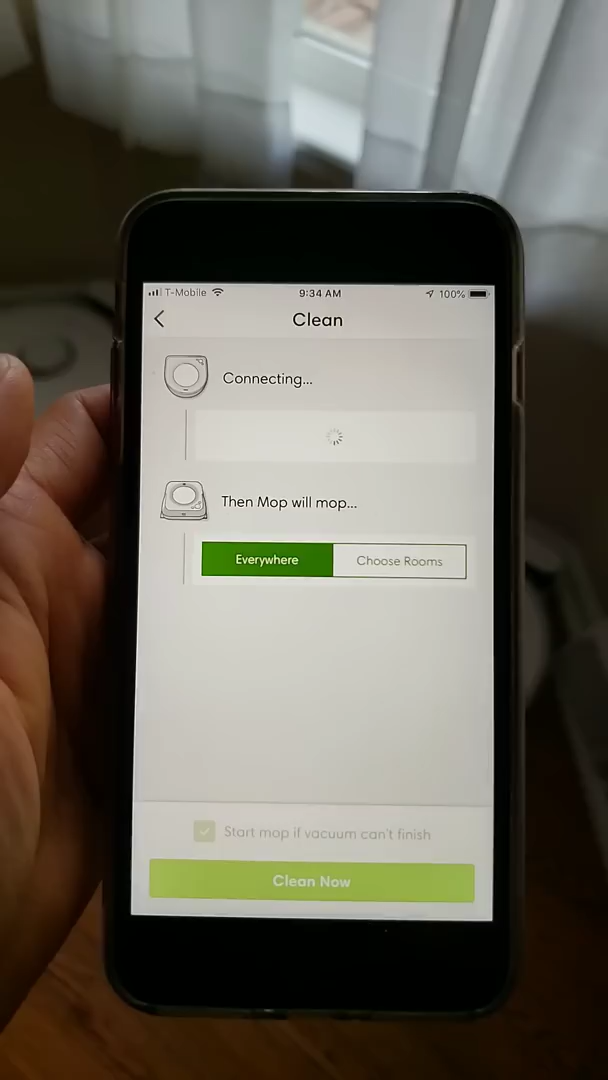 T-Mobile 9:34 AM 100%
Clean
Connecting...
Then Mop will mop...
Everywhere Choose Rooms
Start mop if vacuum can't finish
Clean Now